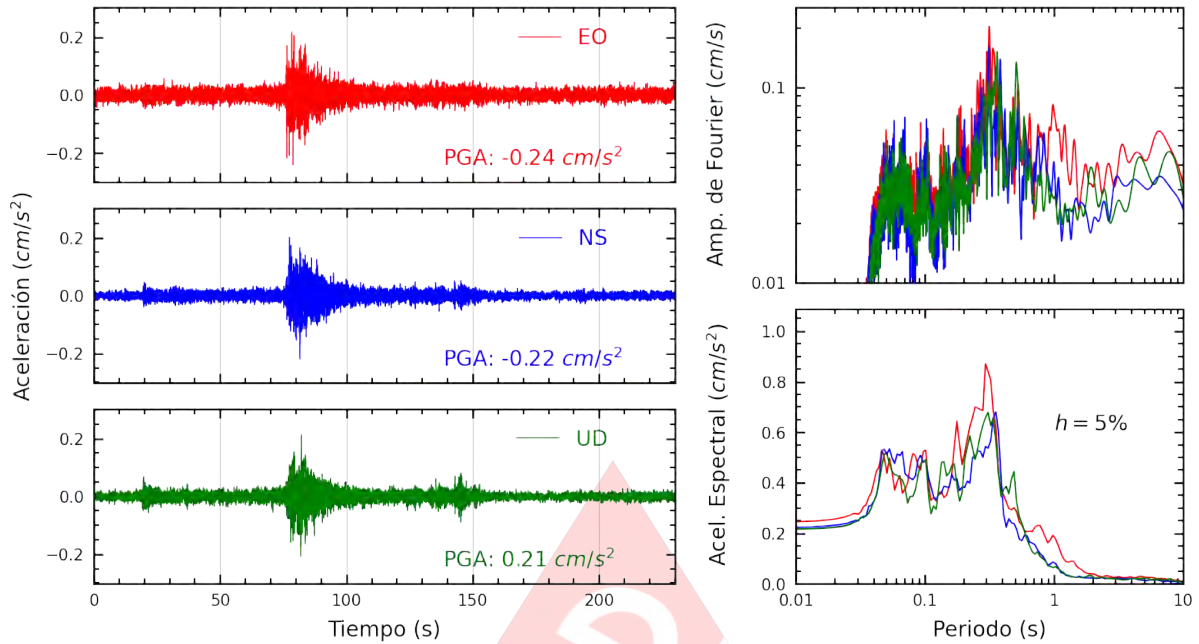 Aceleración (cm/s²)
0.2
0.0
−0.2
EO
PGA: -0.24 cm/s²
0.2
0.0
−0.2
NS
PGA: -0.22 cm/s²
0.2
0.0
−0.2
UD
PGA: 0.21 cm/s²
0 50 100 150 200
Tiempo (s)
Amp. de Fourier (cm/s)
0.1
0.01
Acel. Espectral (cm/s²)
1.0
0.8
0.6
0.4
0.2
0.0
h = 5%
0.01 0.1 1 10
Periodo (s)